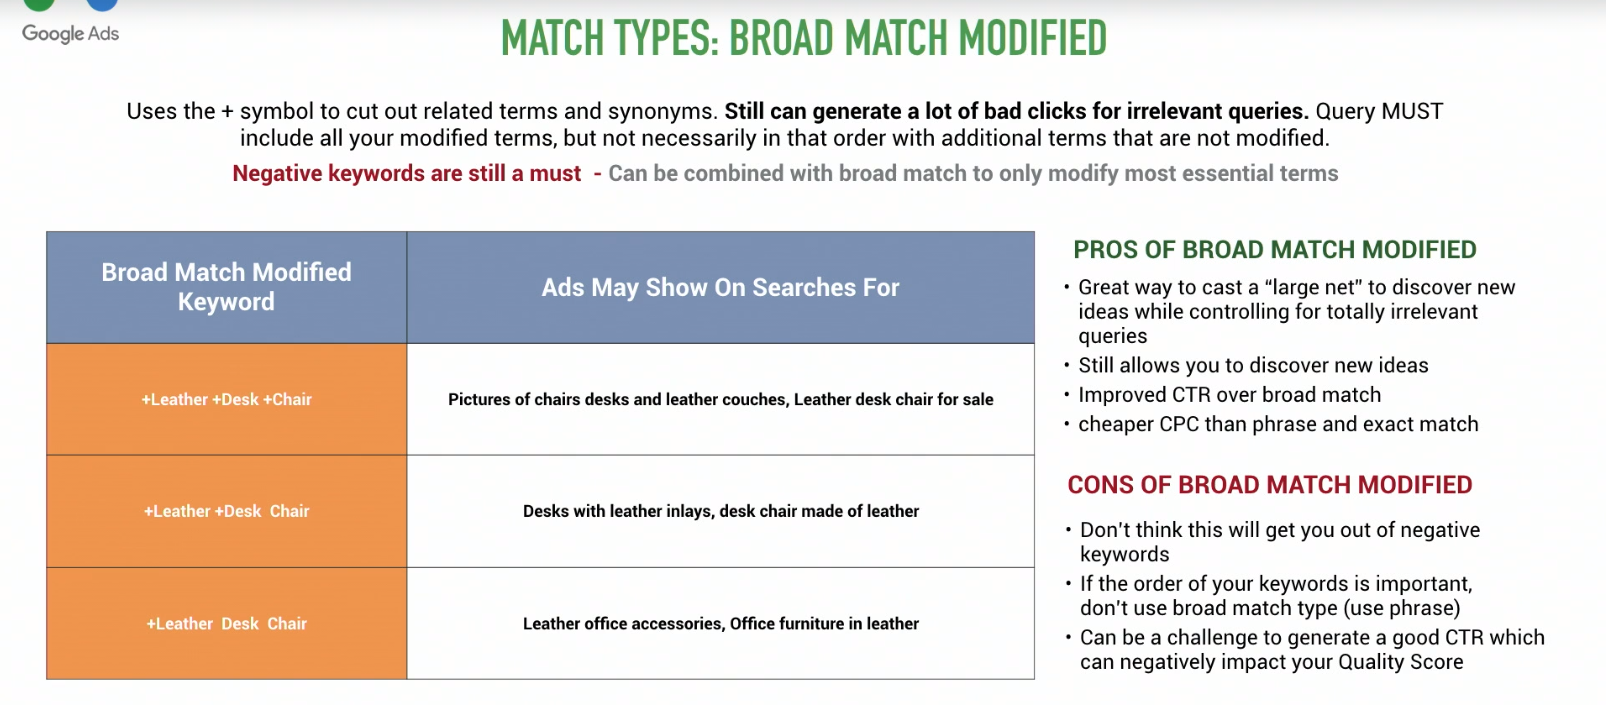 Google Ads
MATCH TYPES: BROAD MATCH MODIFIED
Uses the + symbol to cut out related terms and synonyms. Still can generate a lot of bad clicks for irrelevant queries. Query MUST
include all your modified terms, but not necessarily in that order with additional terms that are not modified.
Negative keywords are still a must - Can be combined with broad match to only modify most essential terms
Broad Match Modified
Keyword
Ads May Show On Searches For
+Leather +Desk +Chair
Pictures of chairs desks and leather couches, Leather desk chair for sale
+Leather +Desk Chair
Desks with leather inlays, desk chair made of leather
+Leather Desk Chair
Leather office accessories, Office furniture in leather
PROS OF BROAD MATCH MODIFIED
• Great way to cast a “large net” to discover new
ideas while controlling for totally irrelevant
queries
• Still allows you to discover new ideas
• Improved CTR over broad match
• cheaper CPC than phrase and exact match
CONS OF BROAD MATCH MODIFIED
• Don't think this will get you out of negative
keywords
• If the order of your keywords is important,
don't use broad match type (use phrase)
• Can be a challenge to generate a good CTR which
can negatively impact your Quality Score